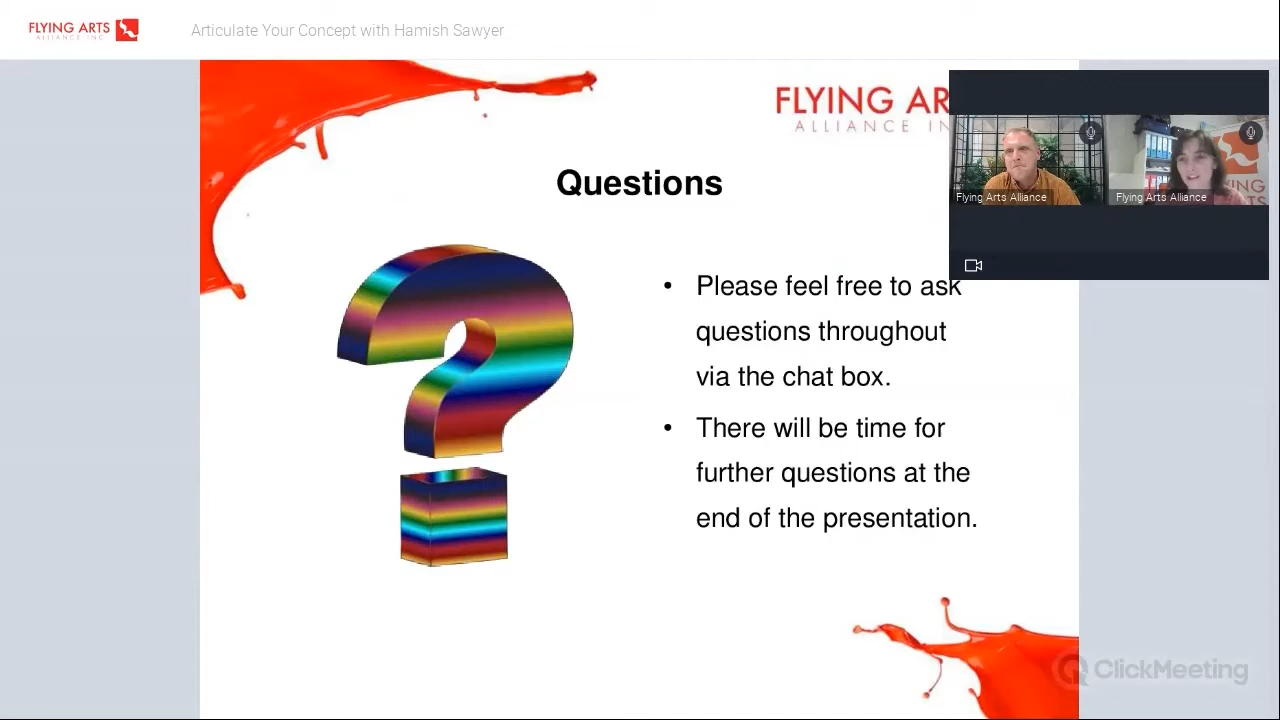 FLYING ARTS
ALLIANCE INC
Articulate Your Concept with Hamish Sawyer
FLYING AR
ALLIANCE IN
Flying Arts Alliance
Flying Arts Alliance
YING
RTS
Questions
• Please feel free to ask
questions throughout
via the chat box.
• There will be time for
further questions at the
end of the presentation.
ClickMeeting